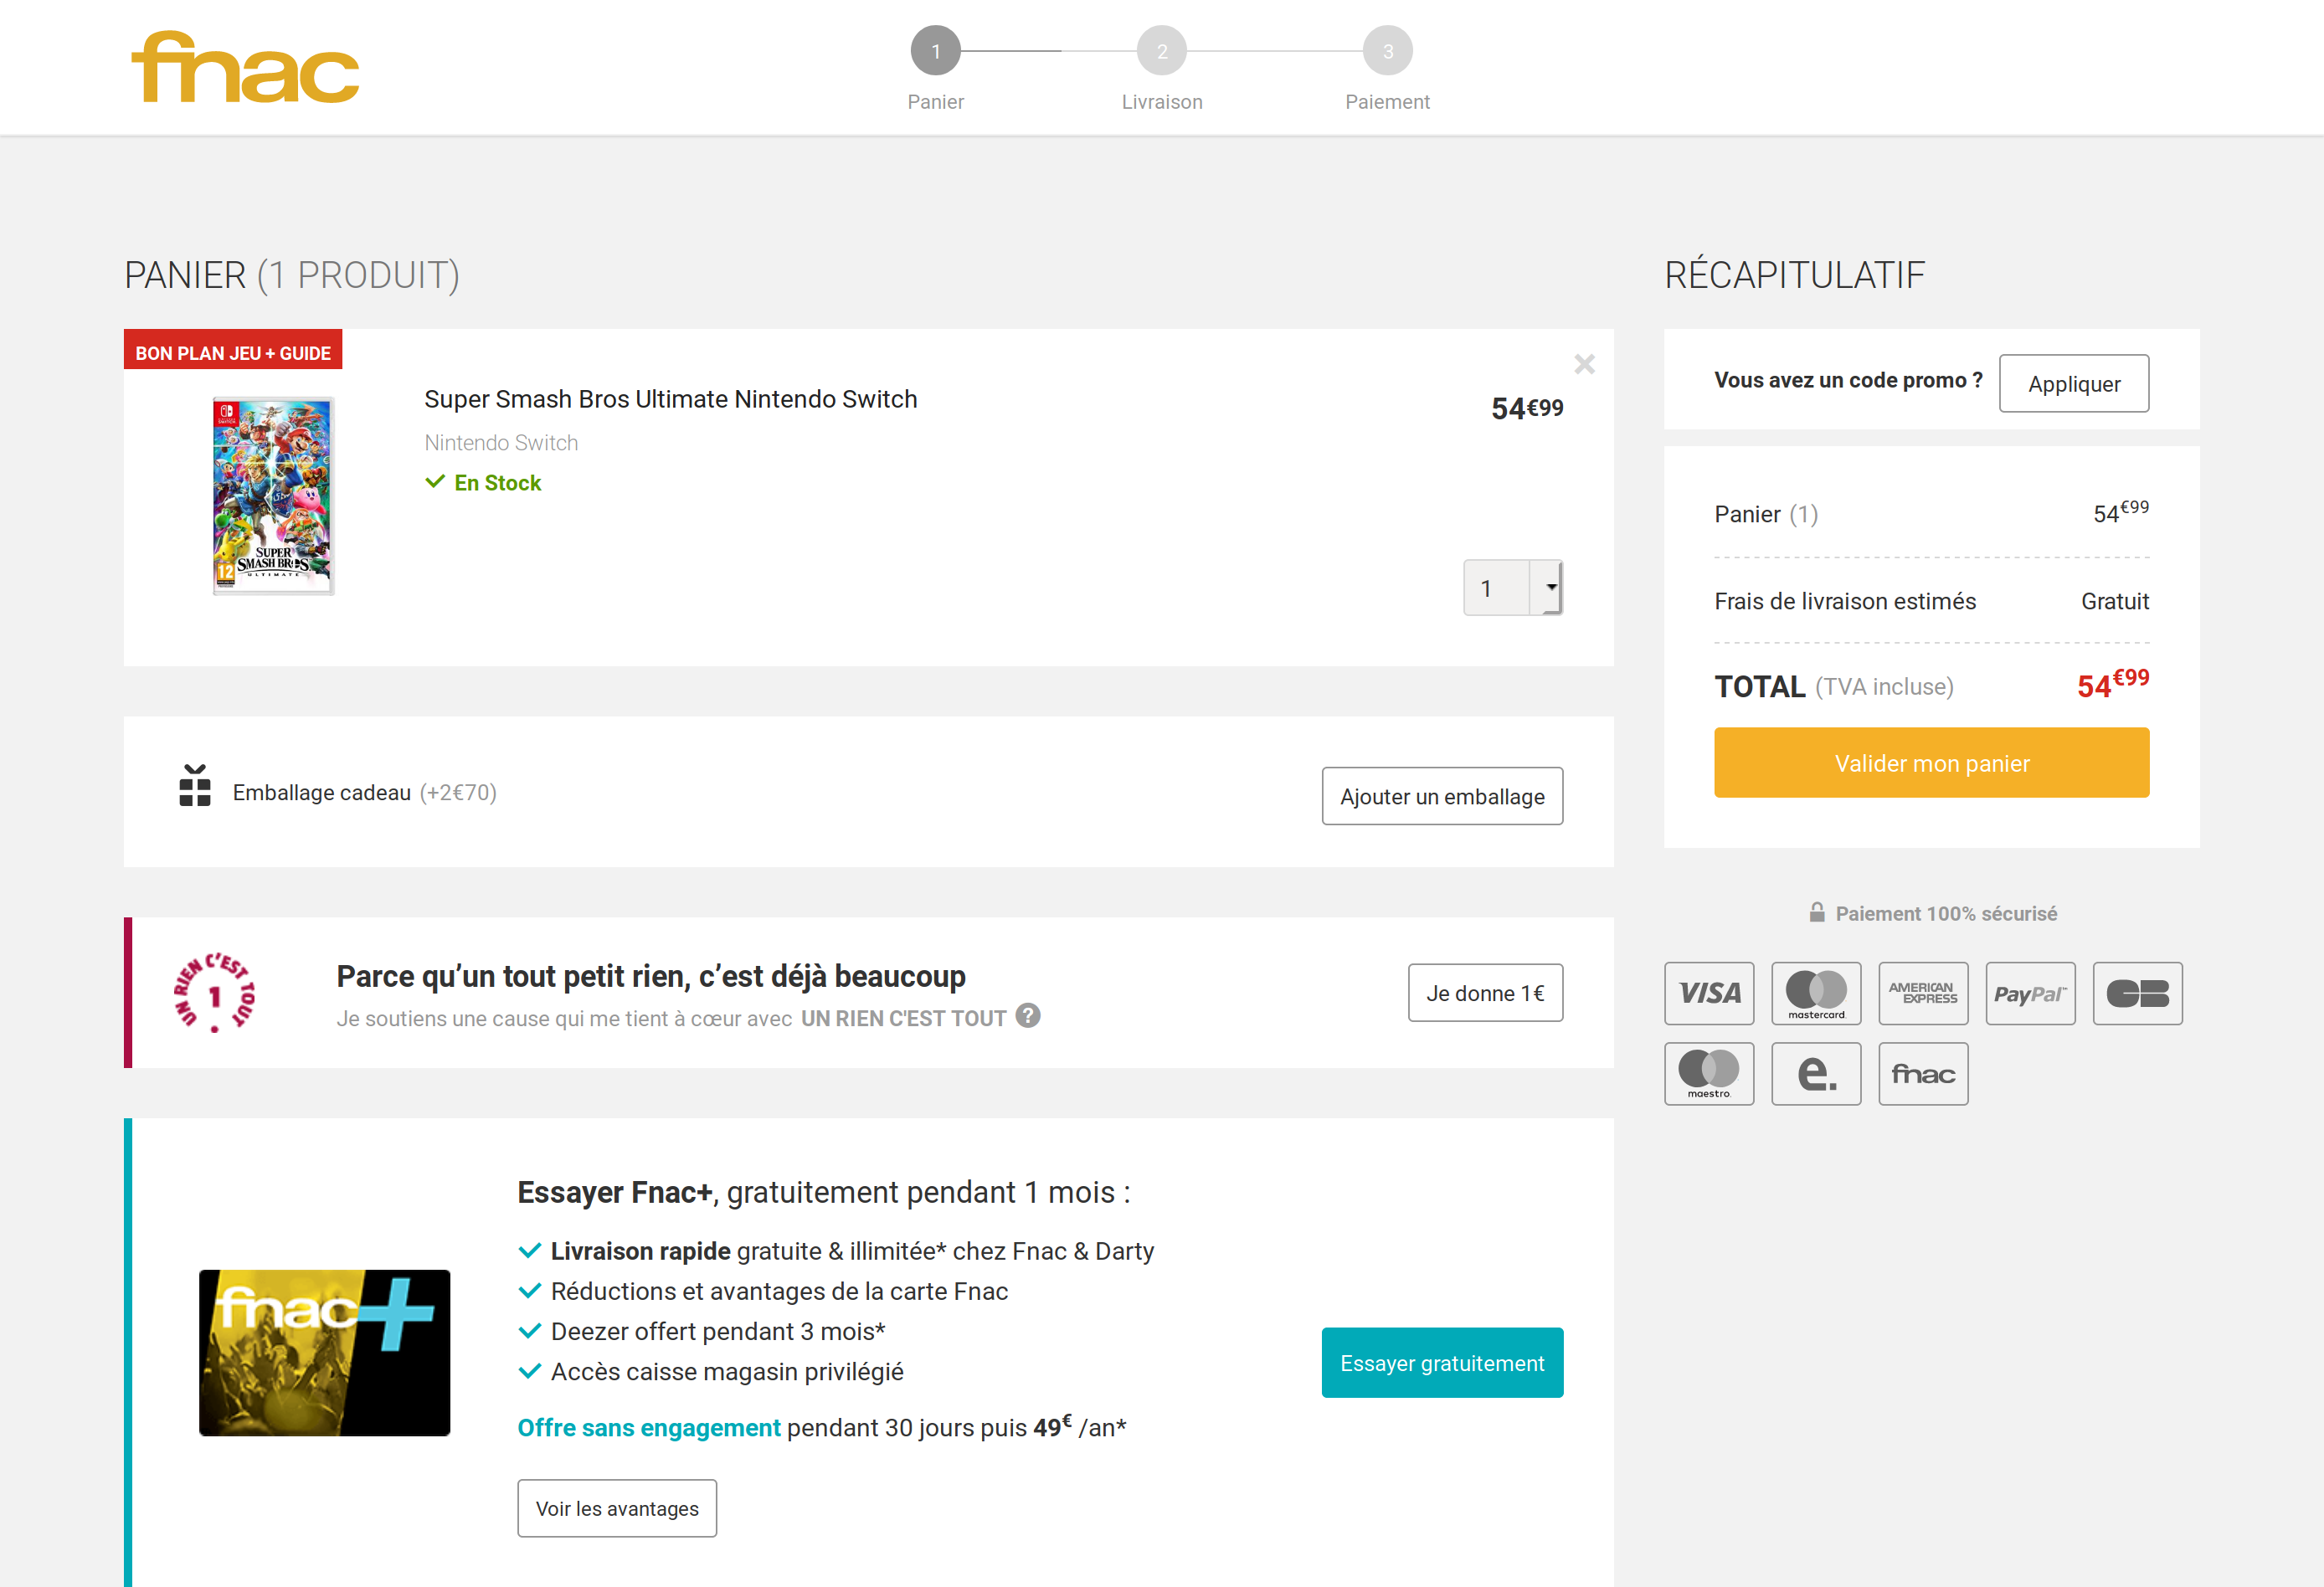 fnac
1
2
3
Panier
Livraison
Paiement
PANIER (1 PRODUIT)
BON PLAN JEU + GUIDE
Super Smash Bros Ultimate Nintendo Switch
54€99
Nintendo Switch
En Stock
SUPER
SMASH BROS.
ULTIMATE
12
1
Emballage cadeau (+2€70)
Ajouter un emballage
UN RIEN C'EST TOUT
1
Parce qu’un tout petit rien, c’est déjà beaucoup
Je soutiens une cause qui me tient à cœur avec UN RIEN C'EST TOUT ?
Je donne 1€
fnac+
Essayer Fnac+, gratuitement pendant 1 mois :
Livraison rapide gratuite & illimitée* chez Fnac & Darty
Réductions et avantages de la carte Fnac
Deezer offert pendant 3 mois*
Accès caisse magasin privilégié
Offre sans engagement pendant 30 jours puis 49€ /an*
Essayer gratuitement
Voir les avantages
RÉCAPITULATIF
Vous avez un code promo ?
Appliquer
Panier (1) 54€99
Frais de livraison estimés Gratuit
TOTAL (TVA incluse) 54€99
Valider mon panier
Paiement 100% sécurisé
VISA
mastercard.
AMERICAN
EXPRESS
PayPal™
CB
maestro.
e.
fnac